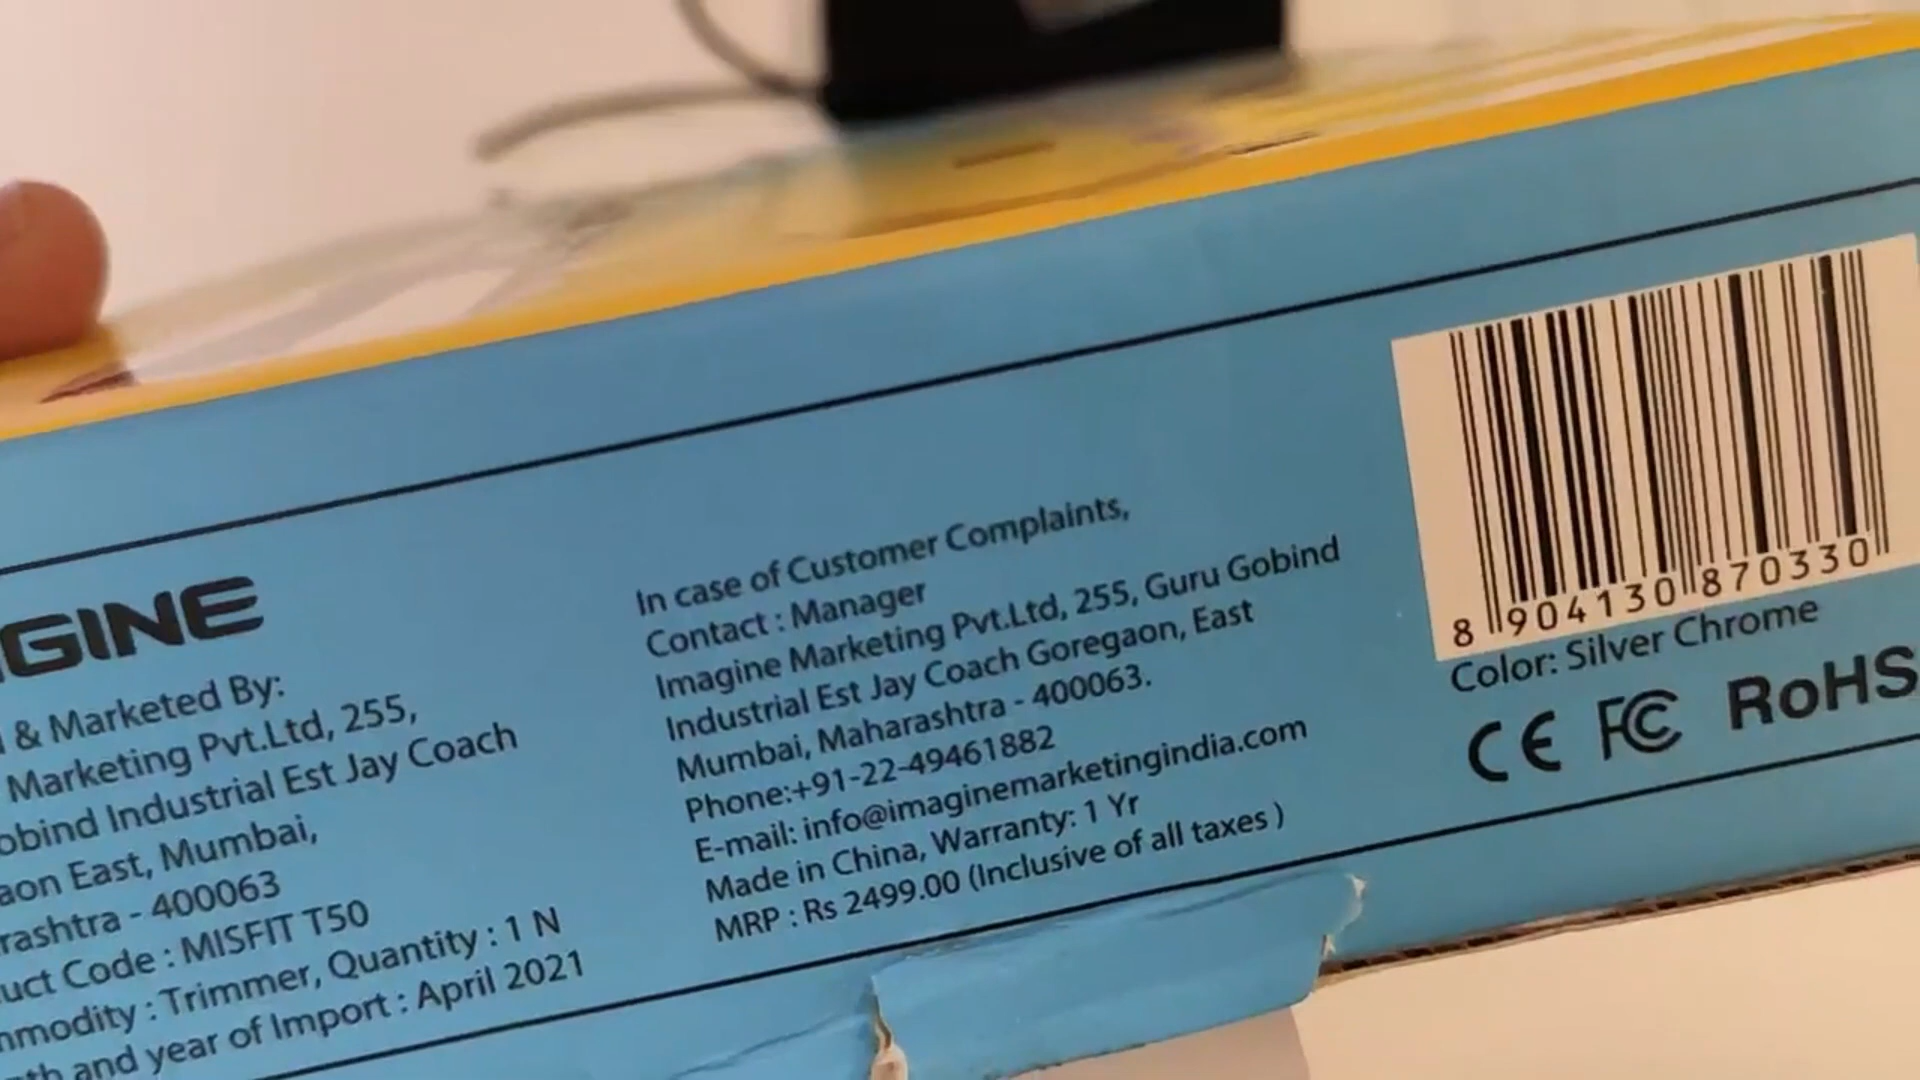 GINE
& Marketed By:
Marketing Pvt.Ltd, 255,
obind Industrial Est Jay Coach
aon East, Mumbai,
rashtra - 400063
uct Code : MISFIT T50
mmodity : Trimmer, Quantity : 1 N
th and year of Import : April 2021
In case of Customer Complaints,
Contact : Manager
Imagine Marketing Pvt.Ltd, 255, Guru Gobind
Industrial Est Jay Coach Goregaon, East
Mumbai, Maharashtra - 400063.
Phone:+91-22-49461882
E-mail: info@imaginemarketingindia.com
Made in China, Warranty: 1 Yr
MRP : Rs 2499.00 (Inclusive of all taxes )
8 904130 870330
Color: Silver Chrome
CE FC RoHS